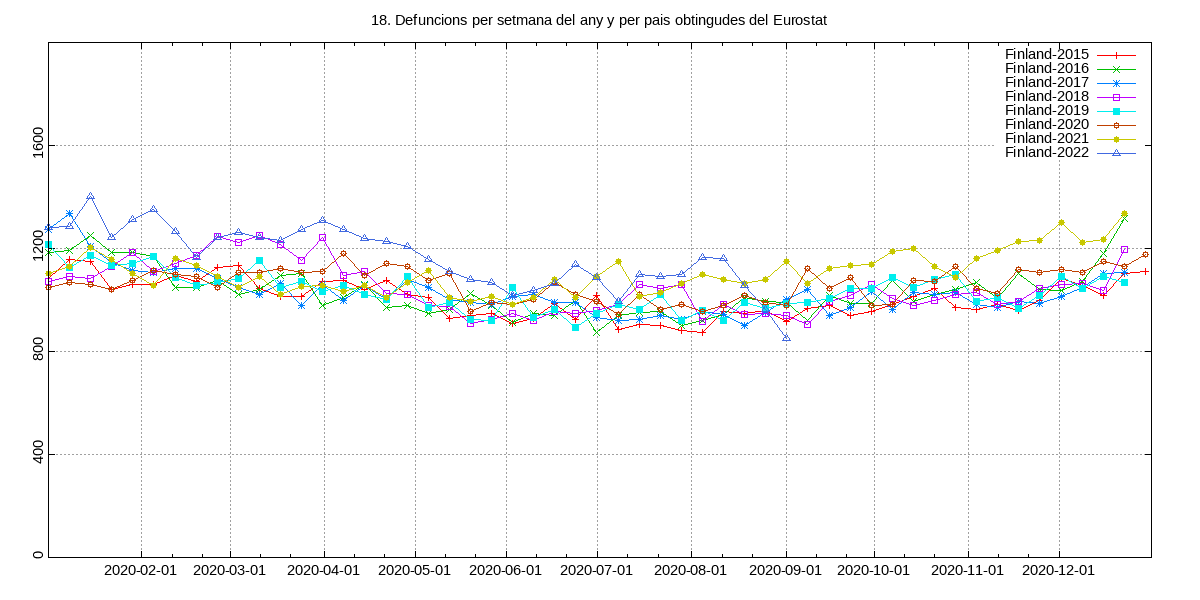 18. Defuncions per setmana del any y per pais obtingudes del Eurostat
Finland-2015
Finland-2016
Finland-2017
Finland-2018
Finland-2019
Finland-2020
Finland-2021
Finland-2022
1600
1200
800
400
0
2020-02-01 2020-03-01 2020-04-01 2020-05-01 2020-06-01 2020-07-01 2020-08-01 2020-09-01 2020-10-01 2020-11-01 2020-12-01